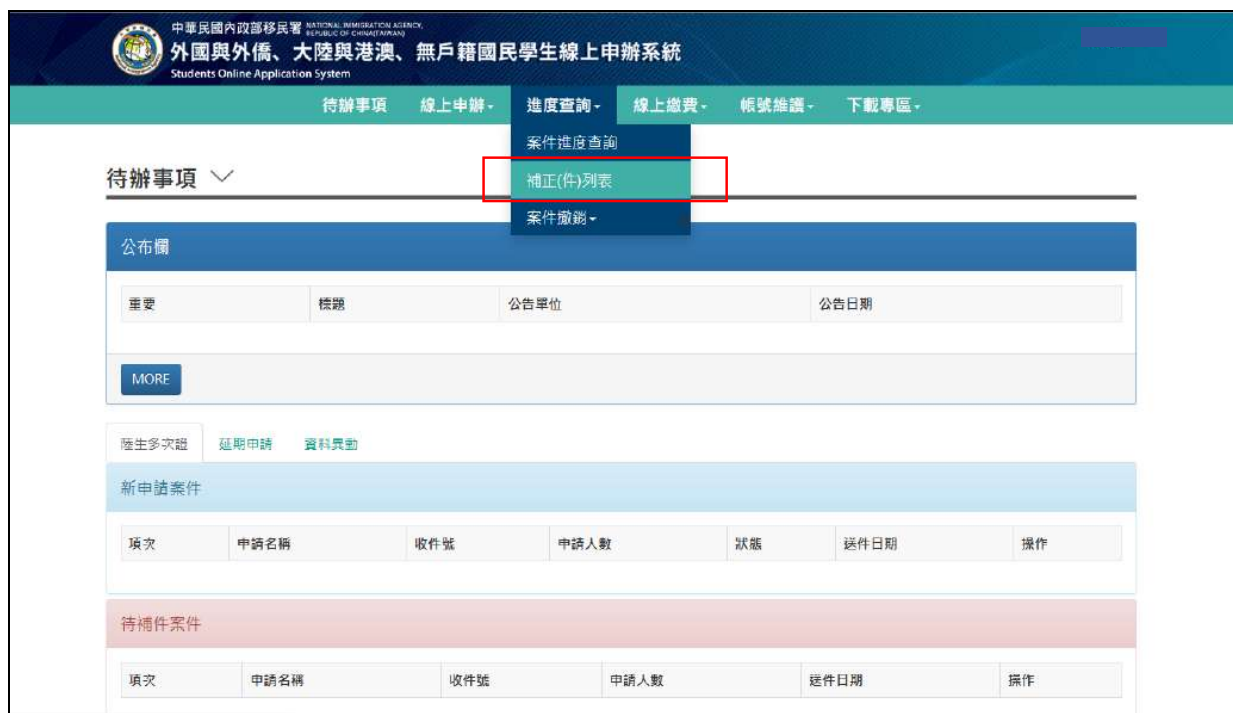 中華民國內政部移民署 NATIONAL IMMIGRATION AGENCY, REPUBLIC OF CHINA(TAIWAN)
外國與外僑、大陸與港澳、無戶籍國民學生線上申辦系統
Students Online Application System
待辦事項 線上申辦 進度查詢 線上繳費 帳號維護 下載專區
案件進度查詢
補正(件)列表
案件撤銷
待辦事項
公布欄
重要 標題 公告單位 公告日期
MORE
陸生多次證 延期申請 資料異動
新申請案件
項次 申請名稱 收件號 申請人數 狀態 送件日期 操作
待補件案件
項次 申請名稱 收件號 申請人數 送件日期 操作